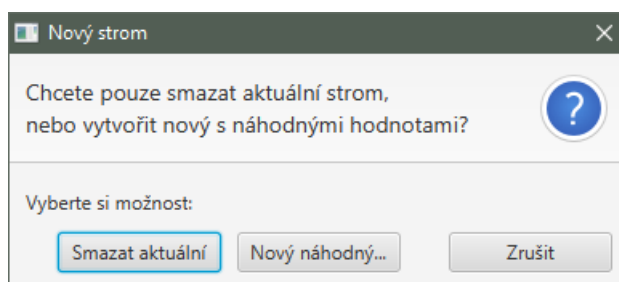 Nový strom
Chcete pouze smazat aktuální strom,
nebo vytvořit nový s náhodnými hodnotami?
?
Vyberte si možnost:
Smazat aktuální
Nový náhodný...
Zrušit